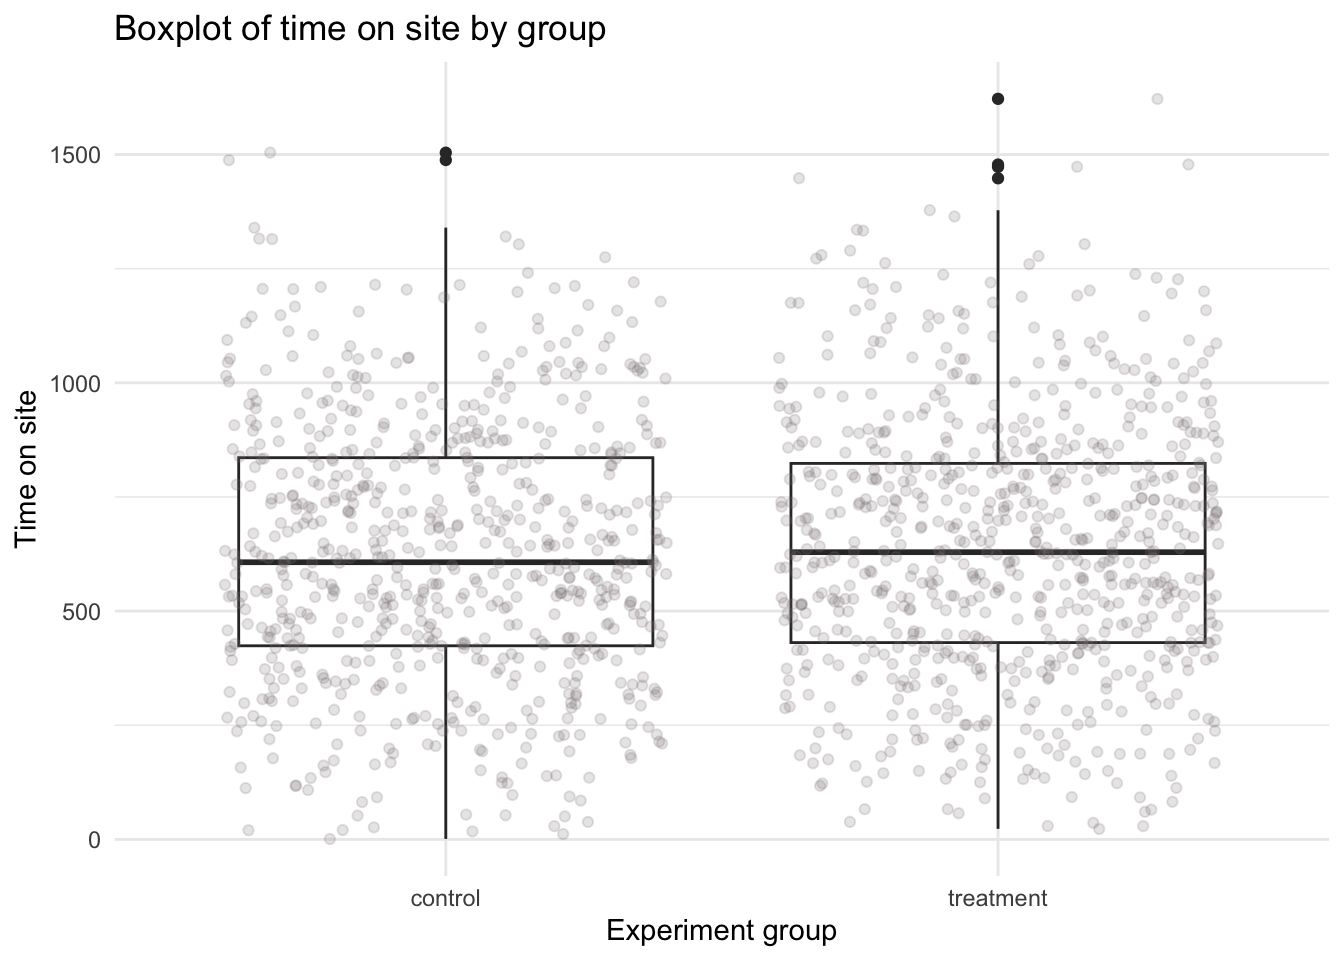 Boxplot of time on site by group
Time on site
1500
1000
500
0
control
treatment
Experiment group